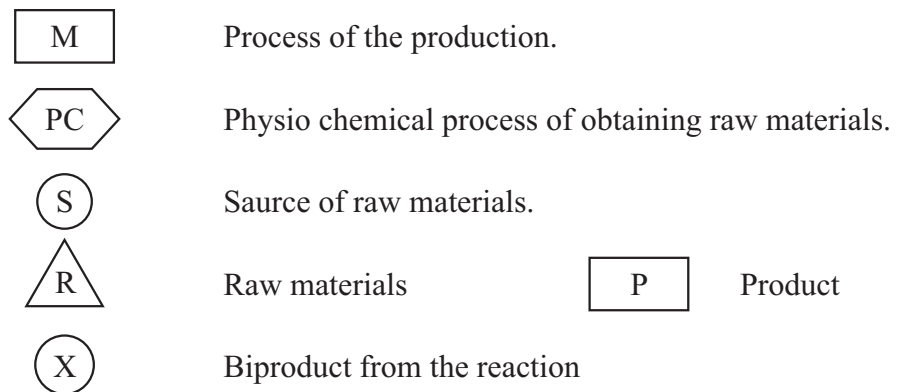 M Process of the production.
PC Physio chemical process of obtaining raw materials.
S Saurce of raw materials.
R Raw materials P Product
X Biproduct from the reaction